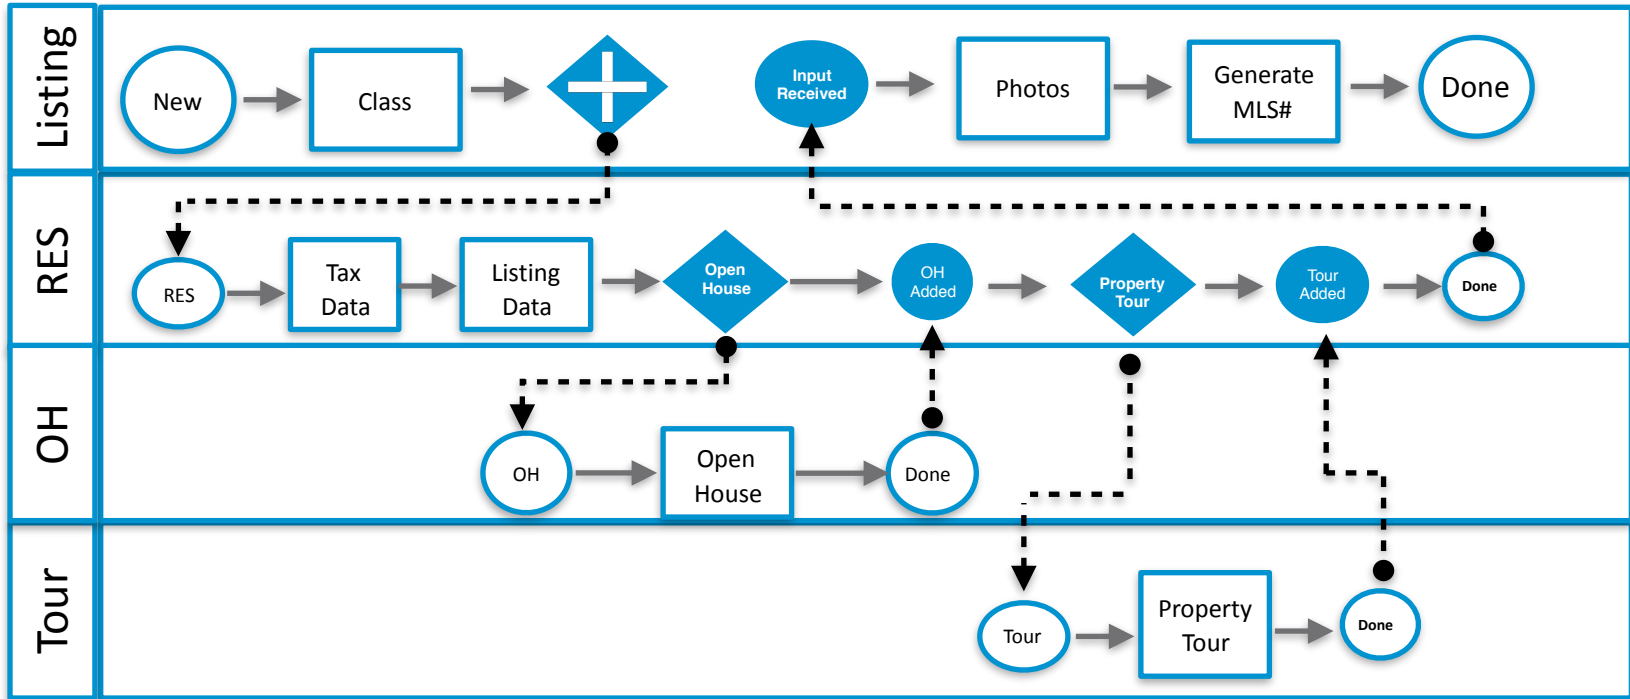 Listing
New
Class
Input
Received
Photos
Generate
MLS#
Done
RES
RES
Tax
Data
Listing
Data
Open
House
OH
Added
Property
Tour
Tour
Added
Done
OH
OH
Open
House
Done
Tour
Tour
Property
Tour
Done